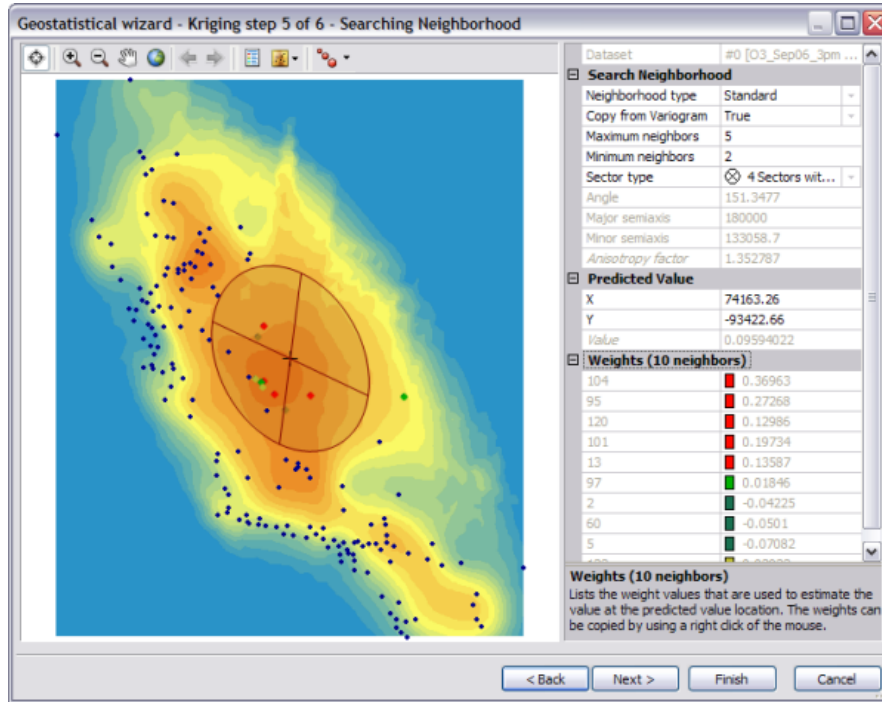 Geostatistical wizard - Kriging step 5 of 6 - Searching Neighborhood
Dataset #0 [O3_Sep06_3pm ...
Search Neighborhood
Neighborhood type Standard
Copy from Variogram True
Maximum neighbors 5
Minimum neighbors 2
Sector type 4 Sectors wit...
Angle 151.3477
Major semiaxis 180000
Minor semiaxis 133058.7
Anisotropy factor 1.352787
Predicted Value
X 74163.26
Y -93422.66
Value 0.09594022
Weights (10 neighbors)
104 0.36963
95 0.27268
120 0.12986
101 0.19734
13 0.13587
97 0.01846
2 -0.04225
60 -0.0501
5 -0.07082
Weights (10 neighbors)
Lists the weight values that are used to estimate the
value at the predicted value location. The weights can
be copied by using a right click of the mouse.
< Back Next > Finish Cancel